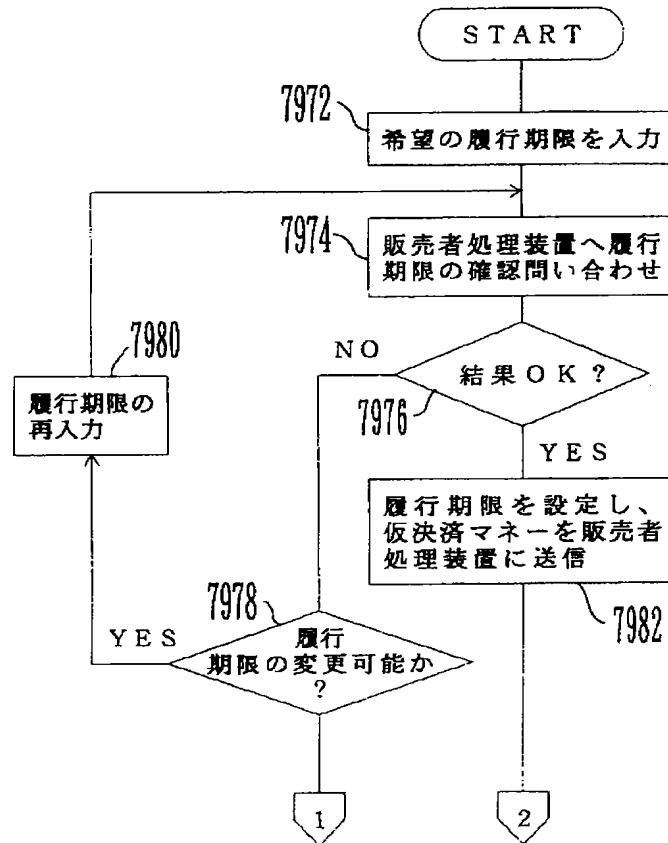 START
7972
希望の履行期限を入力
7974
販売者処理装置へ履行
期限の確認問い合わせ
7980
履行期限の
再入力
NO
結果OK?
7976
YES
履行期限を設定し、
仮決済マネーを販売者
処理装置に送信
7982
7978
YES
履行
期限の変更可能か
?
1
2